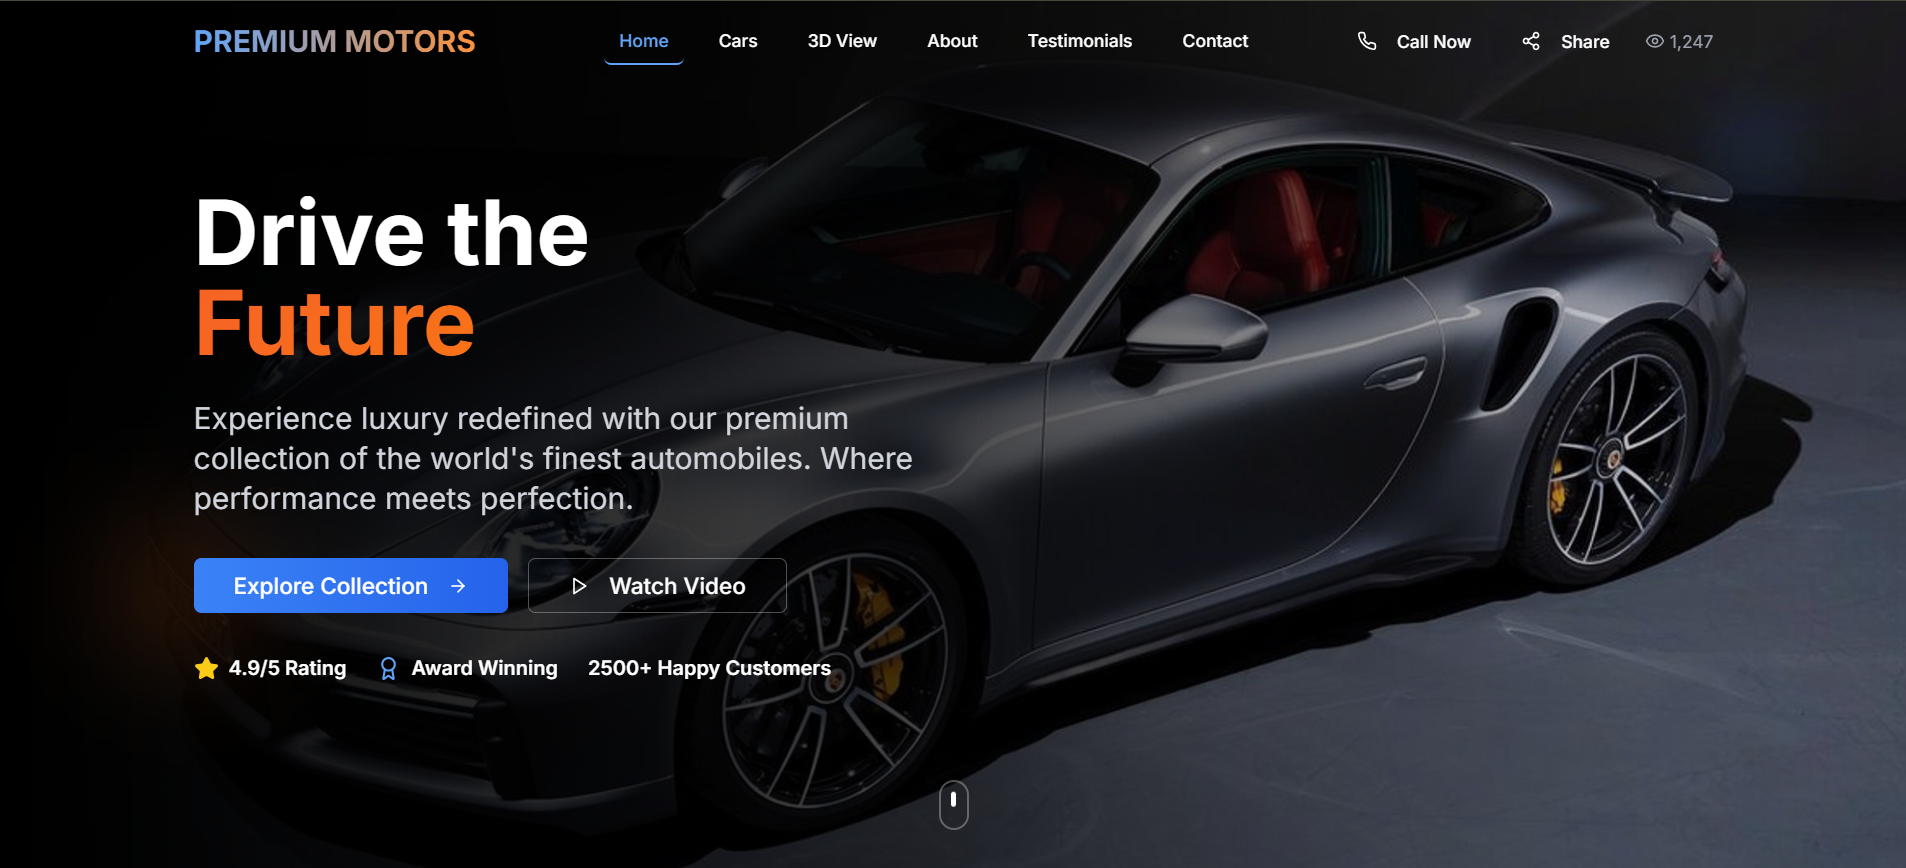 PREMIUM MOTORS
Home Cars 3D View About Testimonials Contact Call Now Share 1,247
Drive the
Future
Experience luxury redefined with our premium
collection of the world's finest automobiles. Where
performance meets perfection.
Explore Collection Watch Video
4.9/5 Rating Award Winning 2500+ Happy Customers